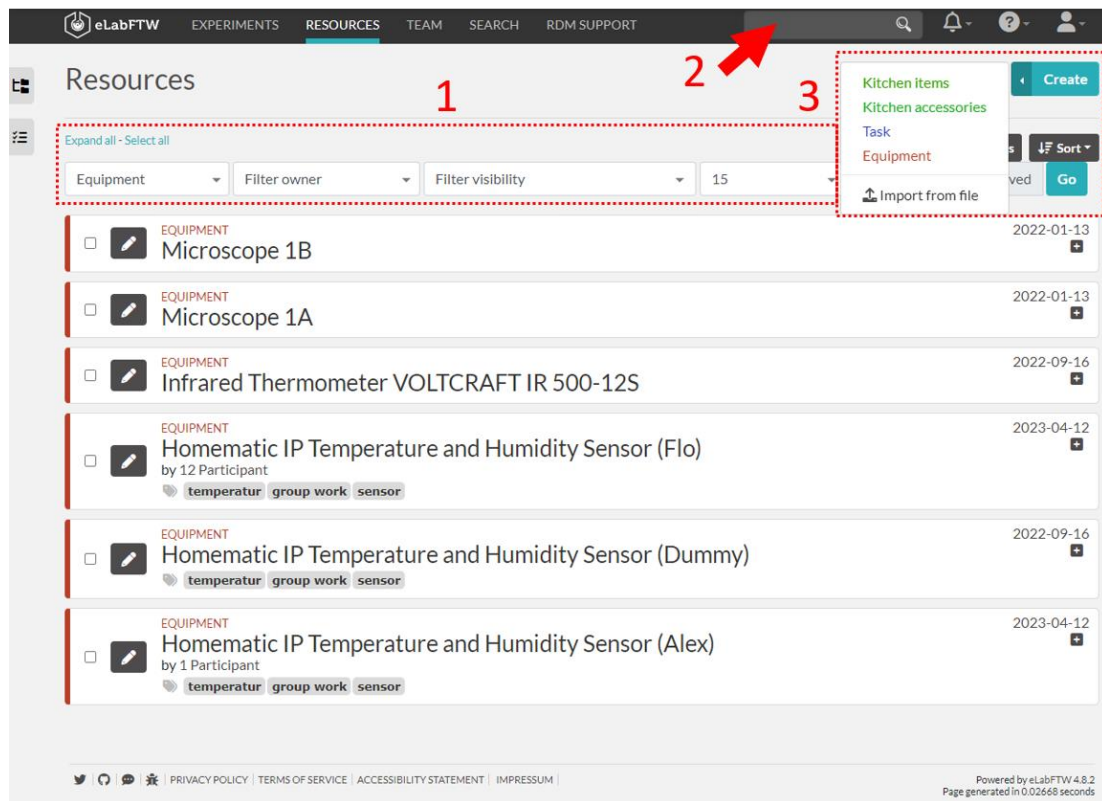 eLabFTW EXPERIMENTS RESOURCES TEAM SEARCH RDM SUPPORT
Resources
1
2
3
Kitchen items
Kitchen accessories
Task
Equipment
Import from file
Create
Expand all - Select all
Sort
Equipment Filter owner Filter visibility 15
Go
EQUIPMENT 2022-01-13
Microscope 1B
EQUIPMENT 2022-01-13
Microscope 1A
EQUIPMENT 2022-09-16
Infrared Thermometer VOLTCRAFT IR 500-12S
EQUIPMENT 2023-04-12
Homematic IP Temperature and Humidity Sensor (Flo)
by 12 Participant
temperatur group work sensor
EQUIPMENT 2022-09-16
Homematic IP Temperature and Humidity Sensor (Dummy)
temperatur group work sensor
EQUIPMENT 2023-04-12
Homematic IP Temperature and Humidity Sensor (Alex)
by 1 Participant
temperatur group work sensor
PRIVACY POLICY | TERMS OF SERVICE | ACCESSIBILITY STATEMENT | IMPRESSUM |
Powered by eLabFTW 4.8.2
Page generated in 0.02668 seconds